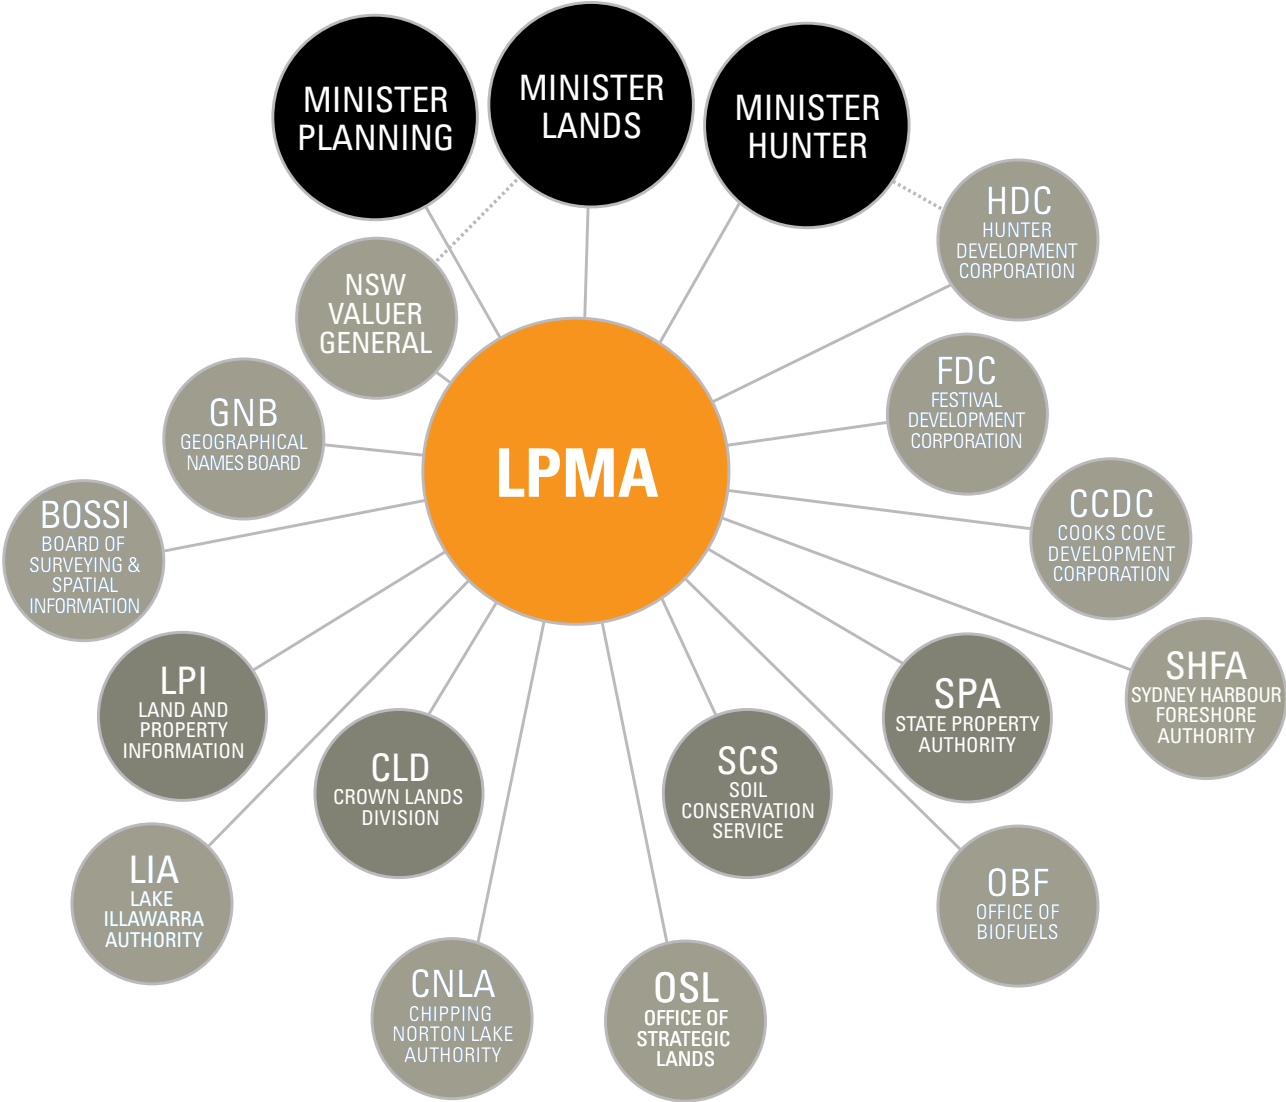 MINISTER
PLANNING
MINISTER
LANDS
MINISTER
HUNTER
HDC
HUNTER
DEVELOPMENT
CORPORATION
NSW
VALUER
GENERAL
FDC
FESTIVAL
DEVELOPMENT
CORPORATION
GNB
GEOGRAPHICAL
NAMES BOARD
LPMA
BOSSI
BOARD OF
SURVEYING &
SPATIAL
INFORMATION
CCDC
COOKS COVE
DEVELOPMENT
CORPORATION
LPI
LAND AND
PROPERTY
INFORMATION
SPA
STATE PROPERTY
AUTHORITY
SHFA
SYDNEY HARBOUR
FORESHORE
AUTHORITY
CLD
CROWN LANDS
DIVISION
SCS
SOIL
CONSERVATION
SERVICE
LIA
LAKE
ILLAWARRA
AUTHORITY
OBF
OFFICE OF
BIOFUELS
CNLA
CHIPPING
NORTON LAKE
AUTHORITY
OSL
OFFICE OF
STRATEGIC
LANDS